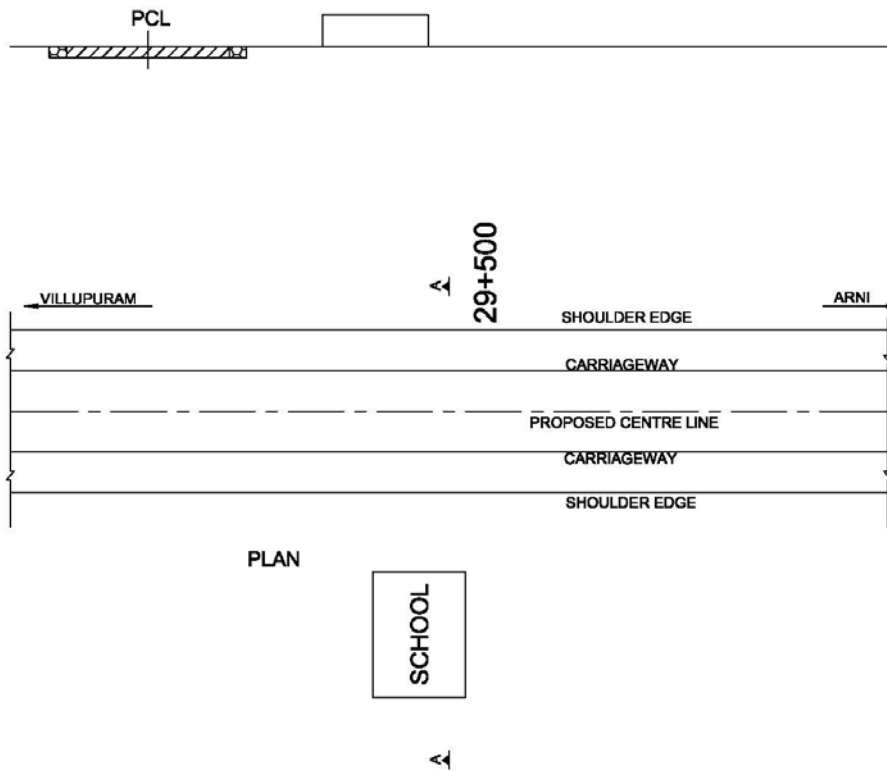 PCL
A
29+500
VILLUPURAM
ARNI
SHOULDER EDGE
CARRIAGEWAY
PROPOSED CENTRE LINE
CARRIAGEWAY
SHOULDER EDGE
PLAN
SCHOOL
A